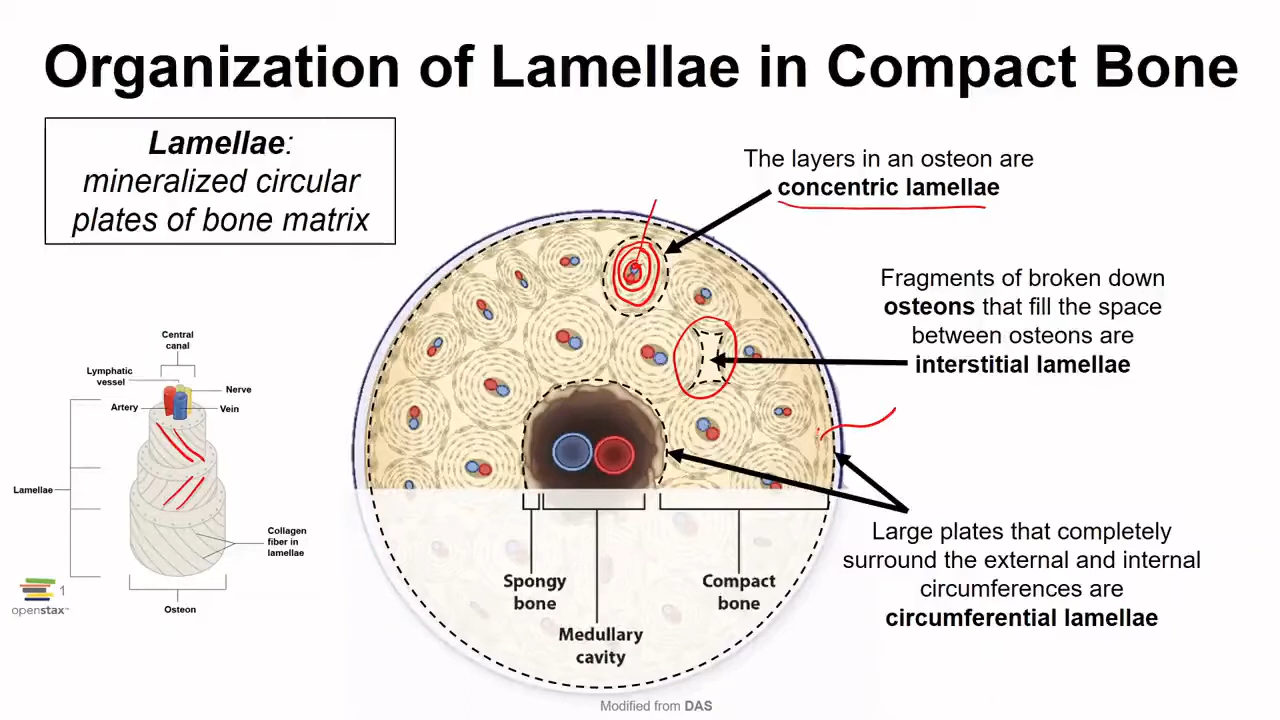 Organization of Lamellae in Compact Bone
Lamellae:
mineralized circular
plates of bone matrix
The layers in an osteon are
concentric lamellae
Fragments of broken down
osteons that fill the space
between osteons are
interstitial lamellae
Large plates that completely
surround the external and internal
circumferences are
circumferential lamellae
Central
canal
Lymphatic
vessel
Nerve
Artery
Vein
Lamellae
Collagen
fiber in
lamellae
Osteon
1
openstax™
Spongy
bone
Medullary
cavity
Compact
bone
Modified from DAS